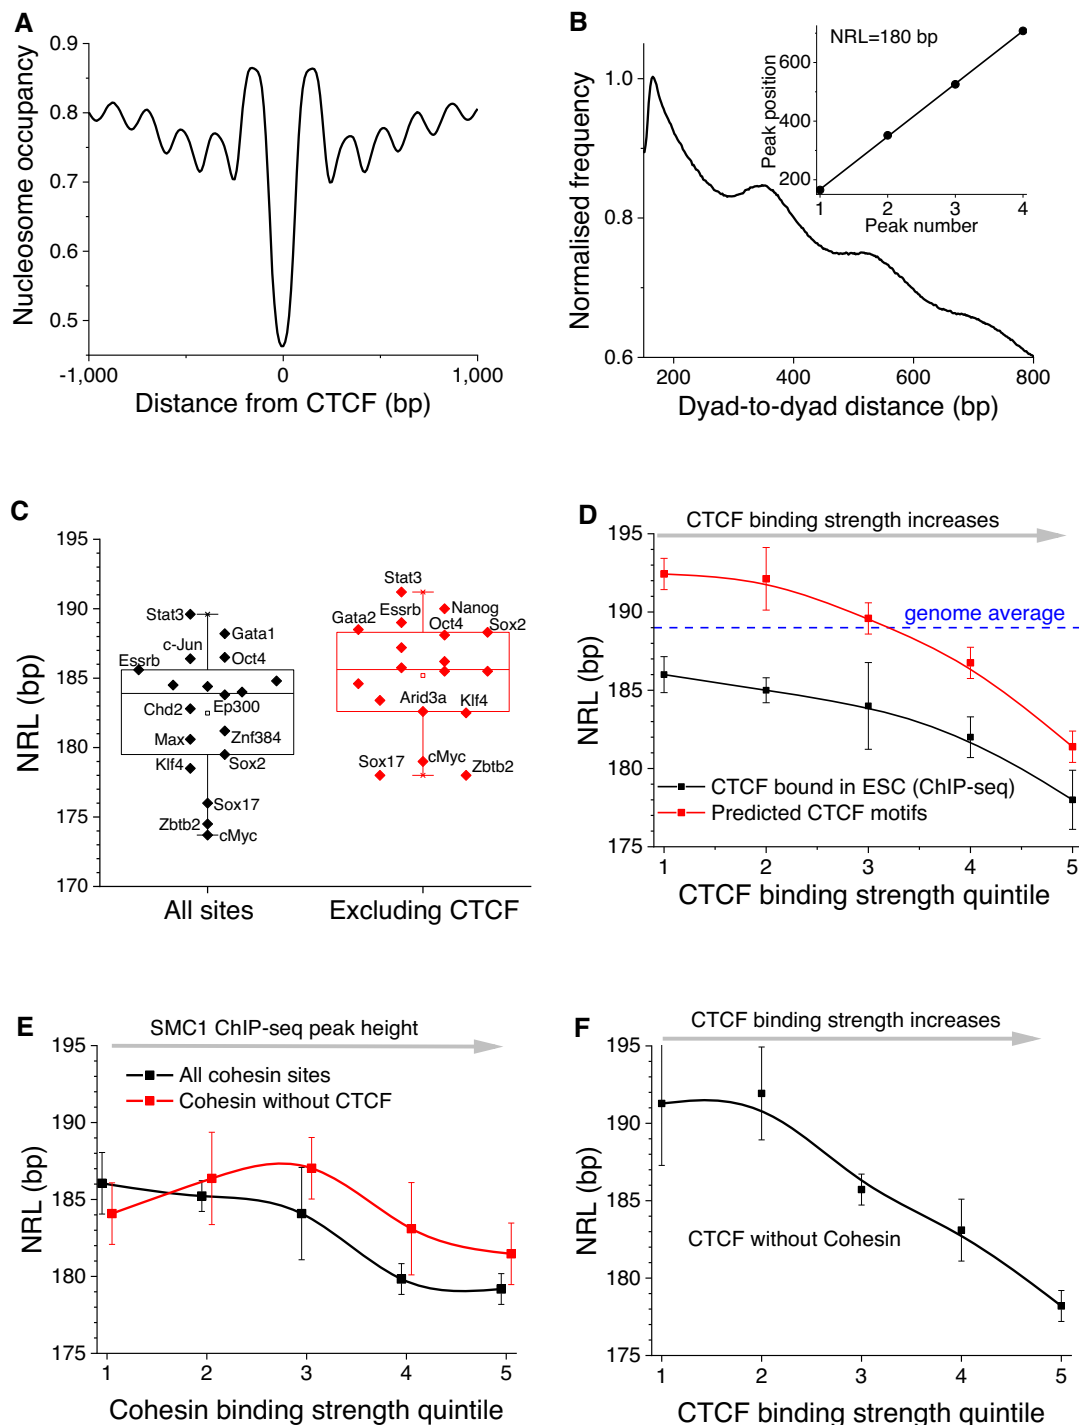 A
0.9
0.8
0.7
0.6
0.5
Nucleosome occupancy
-1,000
0
1,000
Distance from CTCF (bp)
B
1.0
0.8
0.6
Normalised frequency
200
400
600
800
Dyad-to-dyad distance (bp)
NRL=180 bp
600
400
200
Peak position
1
2
3
4
Peak number
C
195
190
185
180
175
170
NRL (bp)
Stat3
Gata1
c-Jun
Oct4
Essrb
Chd2
Ep300
Max
Znf384
Klf4
Sox2
Sox17
Zbtb2
cMyc
Stat3
Essrb
Nanog
Gata2
Oct4
Sox2
Arid3a
Klf4
Sox17
cMyc
Zbtb2
All sites
Excluding CTCF
D
CTCF binding strength increases
195
190
185
180
175
NRL (bp)
genome average
CTCF bound in ESC (ChIP-seq)
Predicted CTCF motifs
1
2
3
4
5
CTCF binding strength quintile
E
SMC1 ChIP-seq peak height
195
190
185
180
175
NRL (bp)
All cohesin sites
Cohesin without CTCF
1
2
3
4
5
Cohesin binding strength quintile
F
CTCF binding strength increases
195
190
185
180
175
NRL (bp)
CTCF without Cohesin
1
2
3
4
5
CTCF binding strength quintile